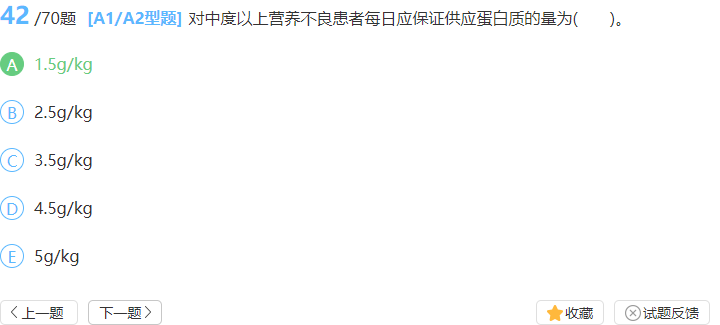 42/70题 [A1/A2型题] 对中度以上营养不良患者每日应保证供应蛋白质的量为(  )。
A 1.5g/kg
B 2.5g/kg
C 3.5g/kg
D 4.5g/kg
E 5g/kg
上一题 下一题 收藏 试题反馈